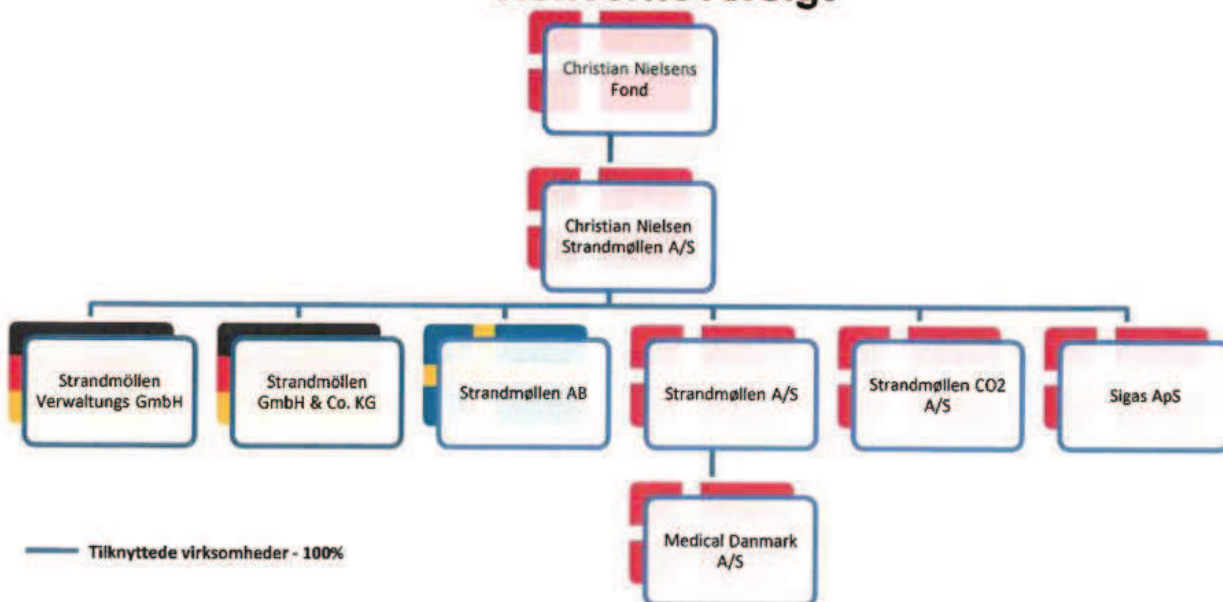 Christian Nielsens
Fond
Christian Nielsen
Strandmøllen A/S
Strandmöllen
Verwaltungs GmbH
Strandmöllen
GmbH & Co. KG
Strandmøllen AB
Strandmøllen A/S
Strandmøllen CO2
A/S
Sigas ApS
Medical Danmark
A/S
Tilknyttede virksomheder - 100%